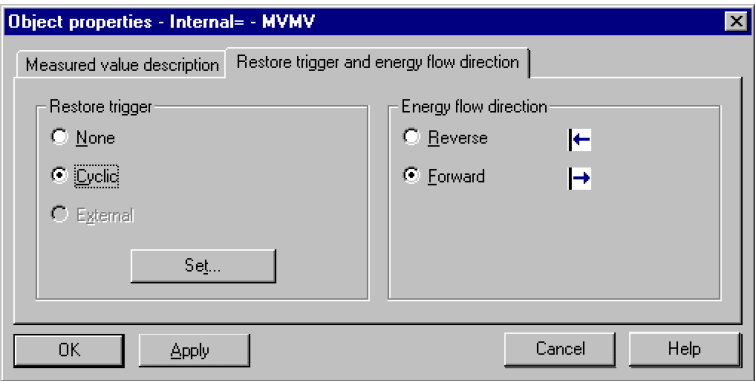 Object properties - Internal= - MVMV
Measured value description
Restore trigger and energy flow direction
Restore trigger
None
Cyclic
External
Set...
Energy flow direction
Reverse
Forward
OK
Apply
Cancel
Help